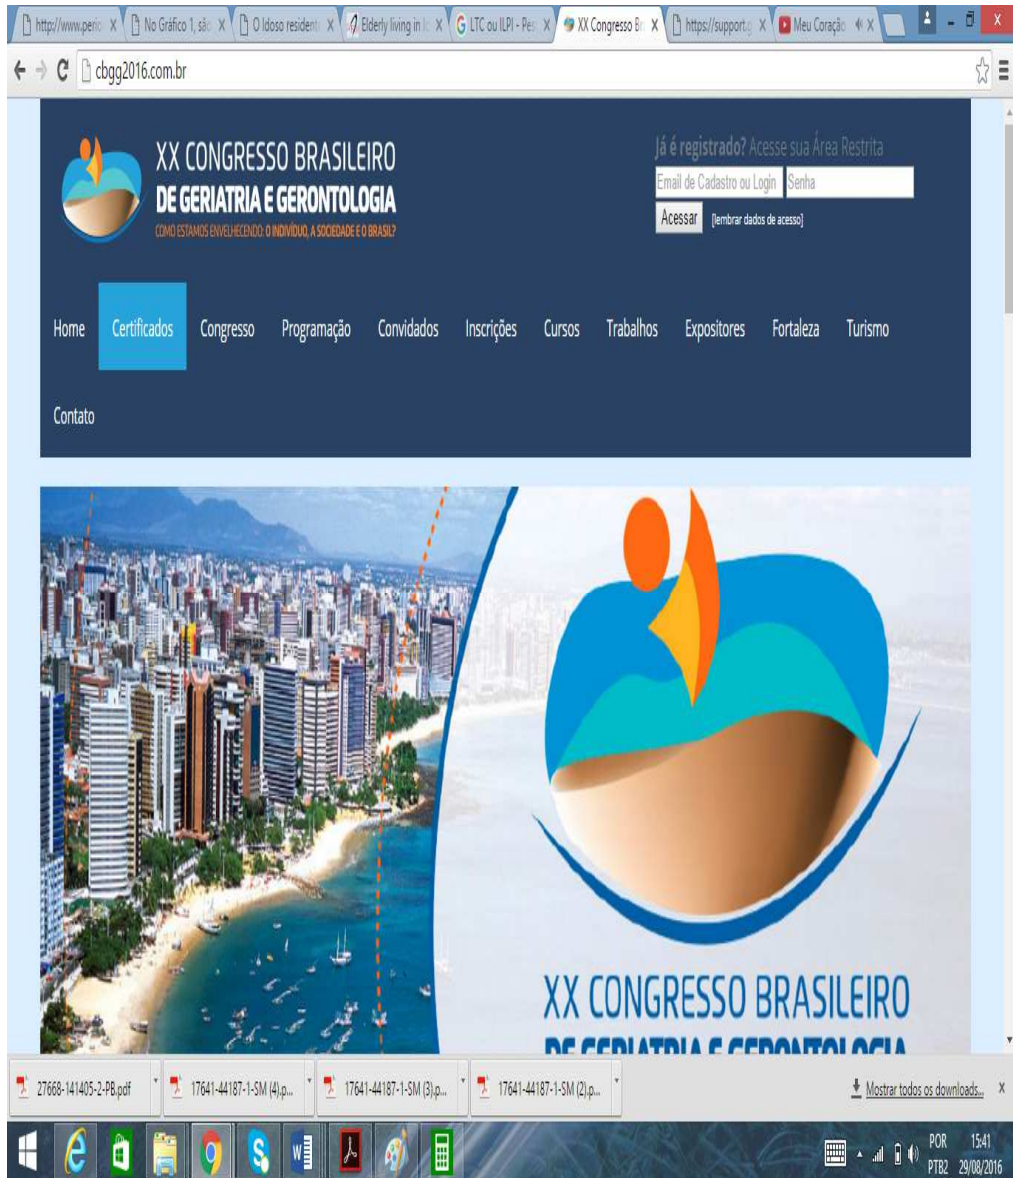 http://www.perio
No Gráfico 1, são
O Idoso resident
Elderly living in lo
LTC ou ILPI - Pes
XX Congresso Br
https://support.g
Meu Coração
cbgg2016.com.br
XX CONGRESSO BRASILEIRO
DE GERIATRIA E GERONTOLOGIA
COMO ESTAMOS ENVELHECENDO: O INDIVÍDUO, A SOCIEDADE E O BRASIL?
Já é registrado? Acesse sua Área Restrita
Email de Cadastro ou Login Senha
Acessar [lembrar dados de acesso]
Home Certificados Congresso Programação Convidados Inscrições Cursos Trabalhos Expositores Fortaleza Turismo
Contato
XX CONGRESSO BRASILEIRO
DE GERIATRIA E GERONTOLOGIA
27668-141405-2-PB.pdf 17641-44187-1-SM (4).p... 17641-44187-1-SM (3).p... 17641-44187-1-SM (2).p... Mostrar todos os downloads...
POR 15:41
PTB2 29/08/2016